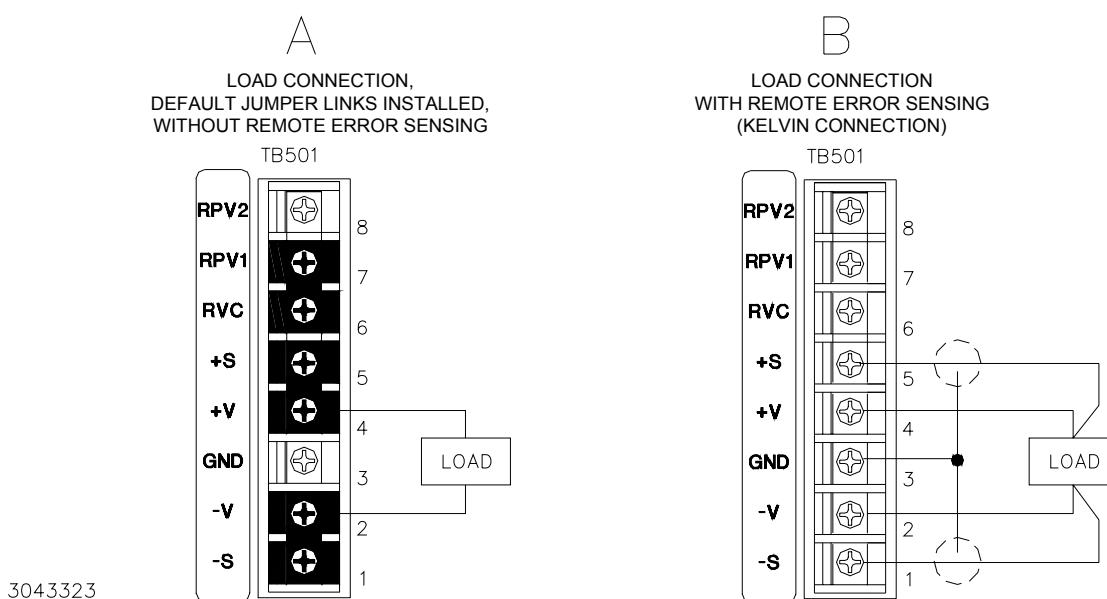 A
LOAD CONNECTION,
DEFAULT JUMPER LINKS INSTALLED,
WITHOUT REMOTE ERROR SENSING
TB501
RPV2
8
RPV1
7
RVC
6
+S
5
+V
4
GND
3
LOAD
-V
2
-S
1
B
LOAD CONNECTION
WITH REMOTE ERROR SENSING
(KELVIN CONNECTION)
TB501
RPV2
8
RPV1
7
RVC
6
+S
5
+V
4
GND
3
LOAD
-V
2
-S
1
3043323